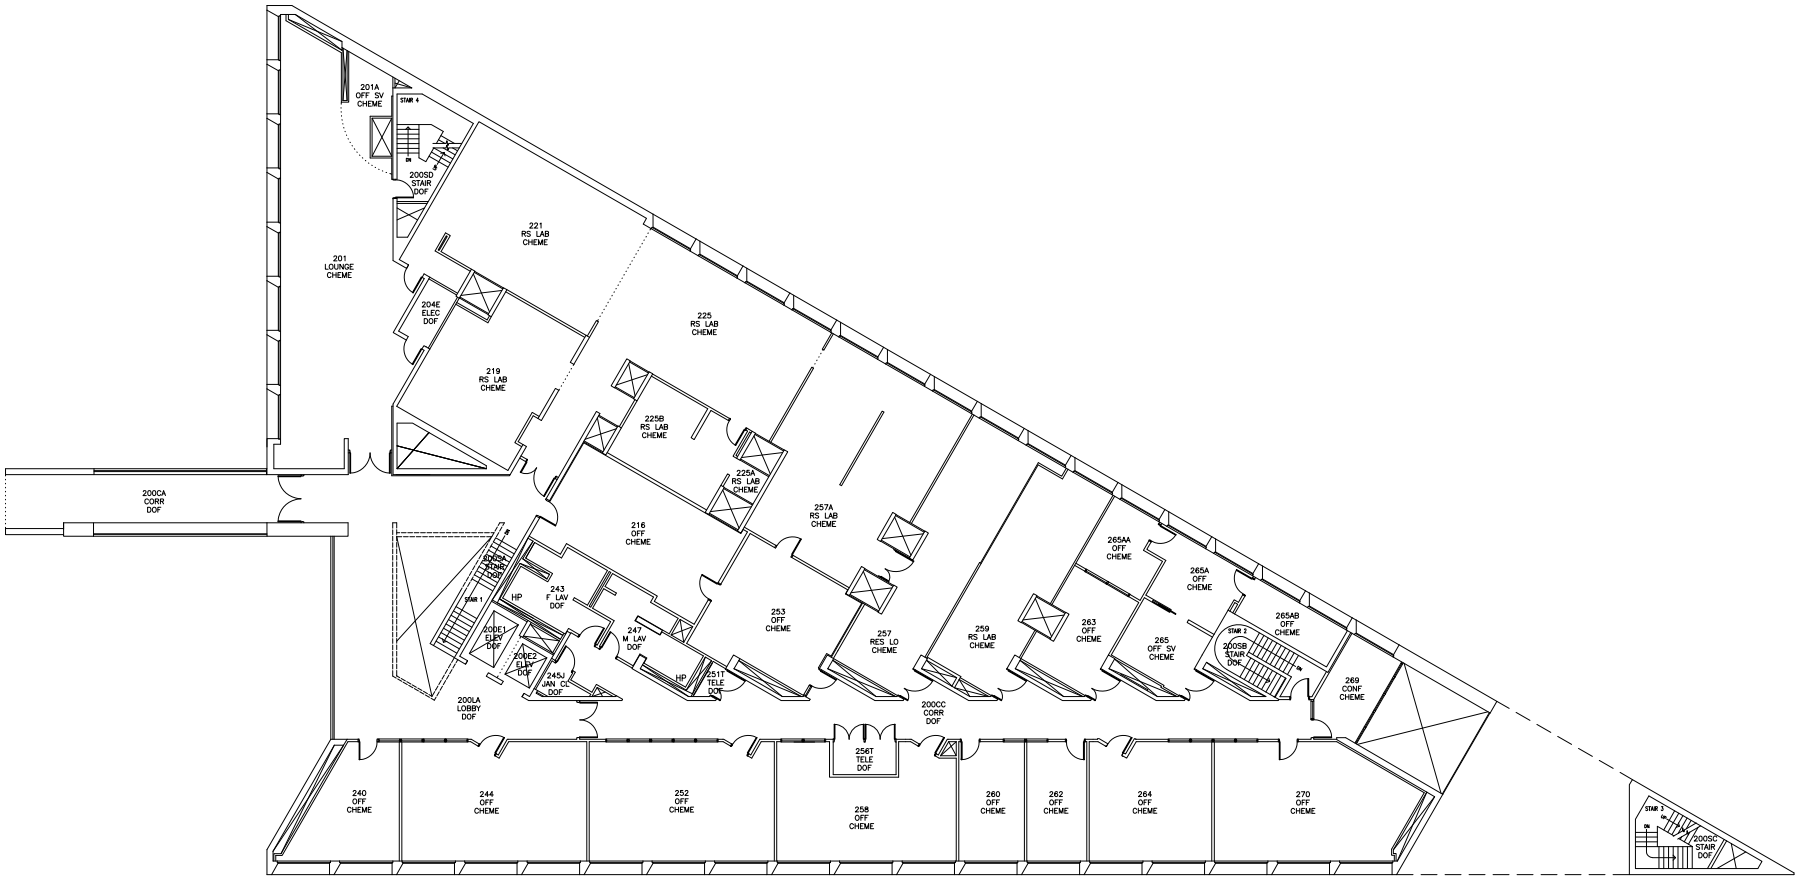 201A
OFF SV
CHEME
STAIR 4
DN
200SD
STAIR
DOF
221
RS LAB
CHEME
201
LOUNGE
CHEME
204E
ELEC
DOF
225
RS LAB
CHEME
219
RS LAB
CHEME
225B
RS LAB
CHEME
225A
RS LAB
CHEME
200CA
CORR
DOF
257A
RS LAB
CHEME
216
OFF
CHEME
265AA
OFF
CHEME
200SA
STAIR
DOF
STAIR 1
265A
OFF
CHEME
243
F LAV
DOF
HP
253
OFF
CHEME
263
OFF
CHEME
265AB
OFF
CHEME
200E1
ELEV
DOF
247
M LAV
DOF
257
RES LO
CHEME
259
RS LAB
CHEME
265
OFF SV
CHEME
STAIR 2
200SB
STAIR
DOF
DN
200E2
ELEV
DOF
245J
JAN CL
DOF
HP
251T
TELE
DOF
269
CONF
CHEME
200LA
LOBBY
DOF
200CC
CORR
DOF
256T
TELE
DOF
240
OFF
CHEME
244
OFF
CHEME
252
OFF
CHEME
258
OFF
CHEME
260
OFF
CHEME
262
OFF
CHEME
264
OFF
CHEME
270
OFF
CHEME
STAIR 3
DN
200SC
STAIR
DOF